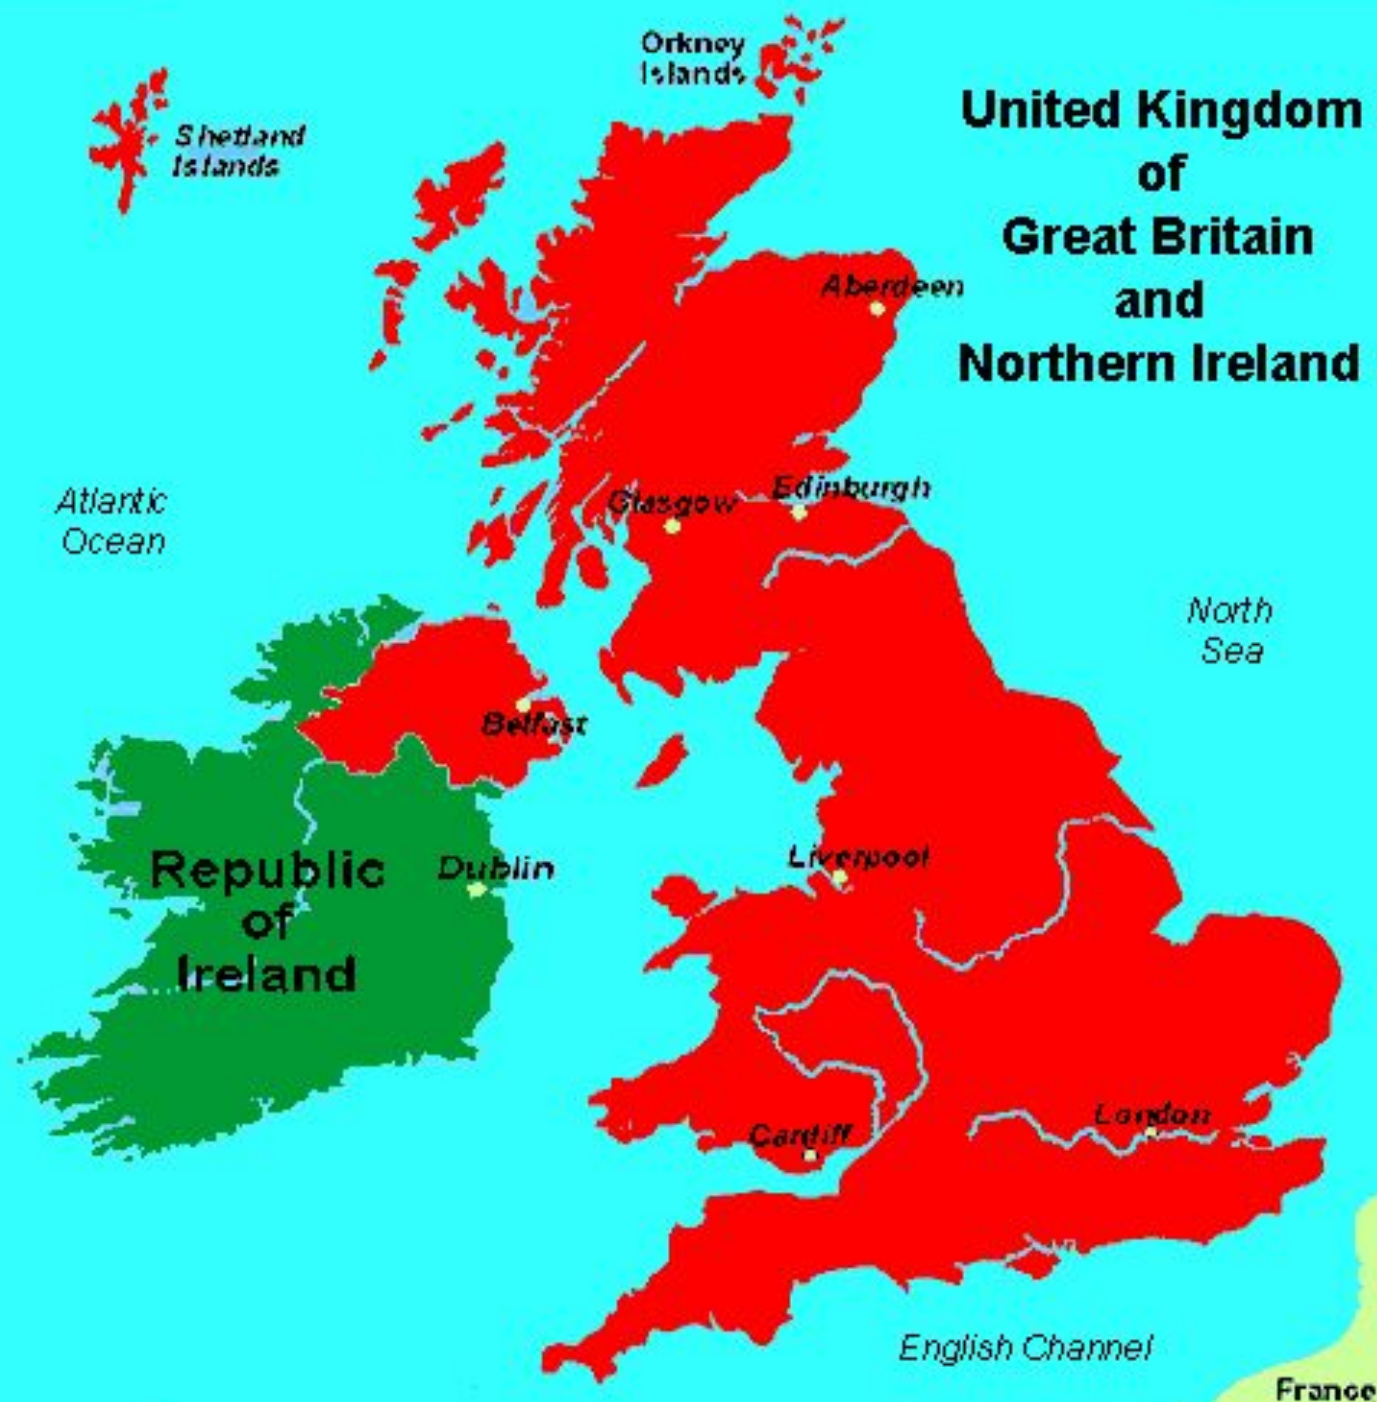 Orkney
Islands
United Kingdom
of
Great Britain
and
Northern Ireland
Shetland
Islands
Aberdeen
Atlantic
Ocean
Glasgow
Edinburgh
North
Sea
Belfast
Republic
of
Ireland
Dublin
Liverpool
Cardiff
London
English Channel
France